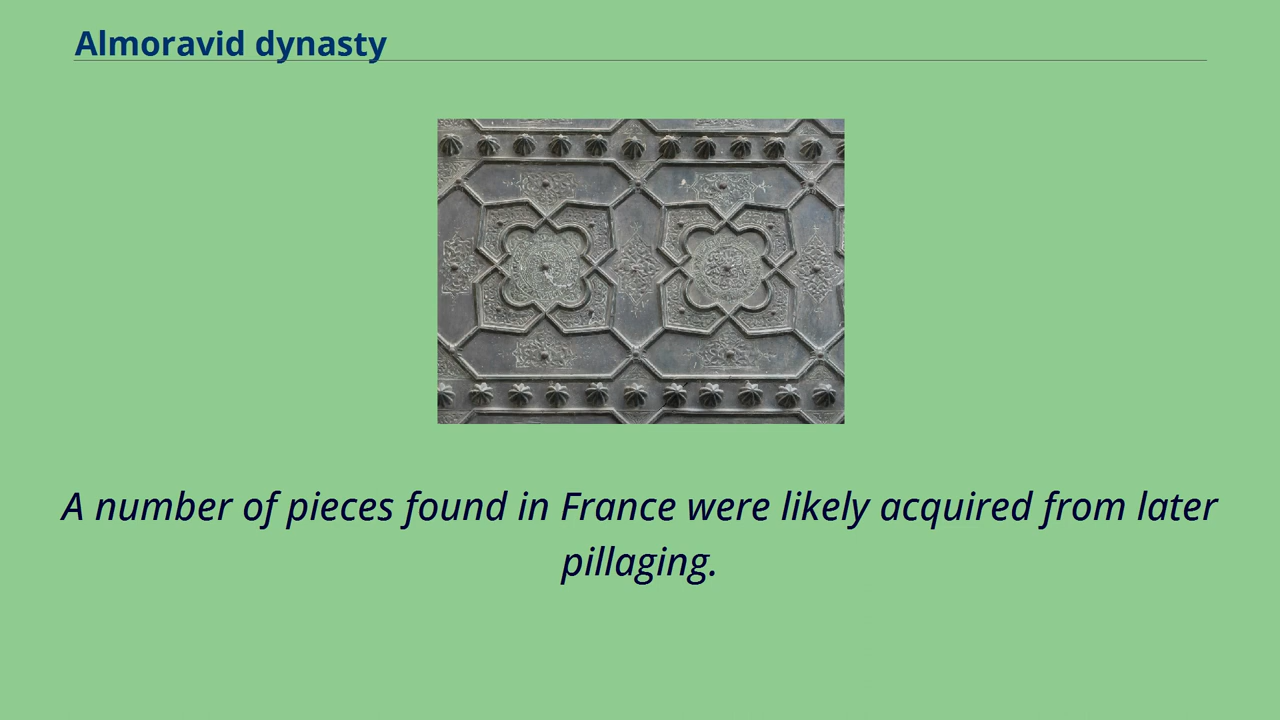 Almoravid dynasty
A number of pieces found in France were likely acquired from later
pillaging.